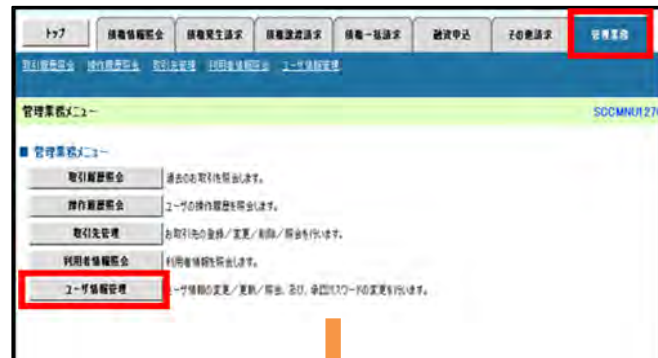 トップ 債権情報照会 債権発生請求 債権譲渡請求 債権一括請求 融資申込 その他請求 管理業務
取引履歴照会 操作履歴照会 取引先管理 利用者情報照会 ユーザ情報管理
管理業務メニュー SCCMNU1270
■ 管理業務メニュー
取引履歴照会 過去のお取引を照会します。
操作履歴照会 ユーザの操作履歴を照会します。
取引先管理 お取引先の登録/変更/削除/照会を行います。
利用者情報照会 利用者情報を照会します。
ユーザ情報管理 ユーザ情報の変更/更新/照会、及び、承認パスワードの変更を行います。